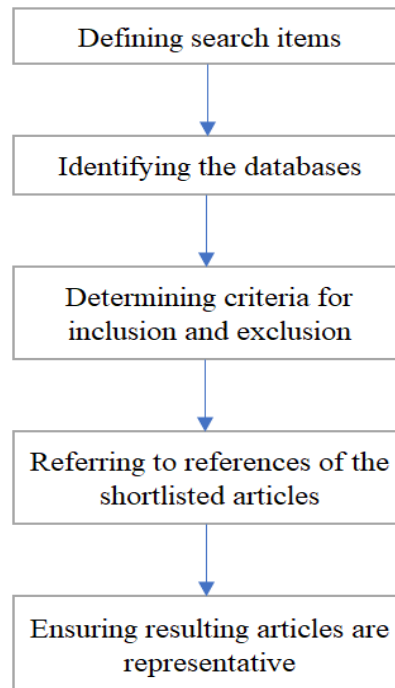 Defining search items
Identifying the databases
Determining criteria for
inclusion and exclusion
Referring to references of the
shortlisted articles
Ensuring resulting articles are
representative